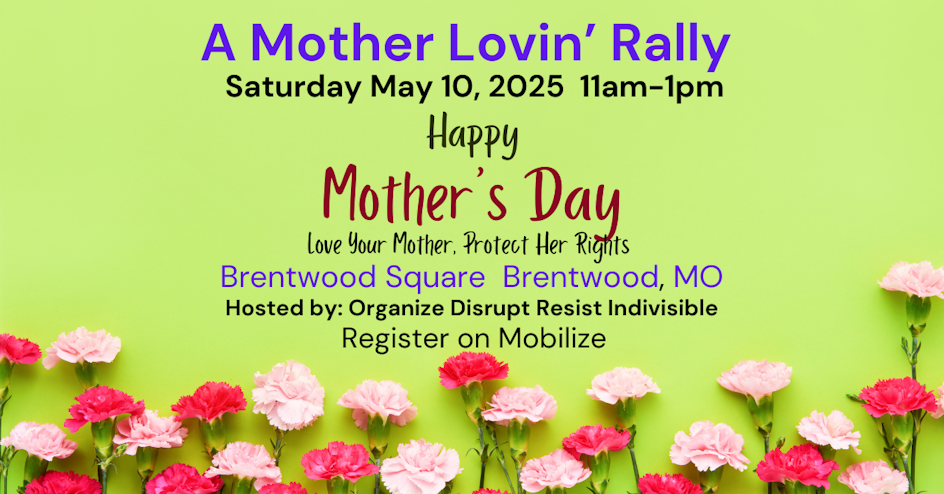 A Mother Lovin’ Rally
Saturday May 10, 2025 11am-1pm
Happy
Mother's Day
Love Your Mother, Protect Her Rights
Brentwood Square Brentwood, MO
Hosted by: Organize Disrupt Resist Indivisible
Register on Mobilize